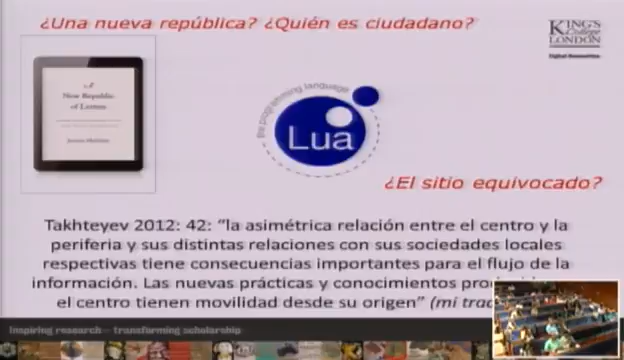 ¿Una nueva república? ¿Quién es ciudadano?
KING'S
College
LONDON
Digital Humanities
A
New Republic
of Letters
the programming language
Lua
¿El sitio equivocado?
Takhteyev 2012: 42: “la asimétrica relación entre el centro y la
periferia y sus distintas relaciones con sus sociedades locales
respectivas tiene consecuencias importantes para el flujo de la
información. Las nuevas prácticas y conocimientos
el centro tienen movilidad desde su origen” (mi
Inspiring research – transforming scholarship